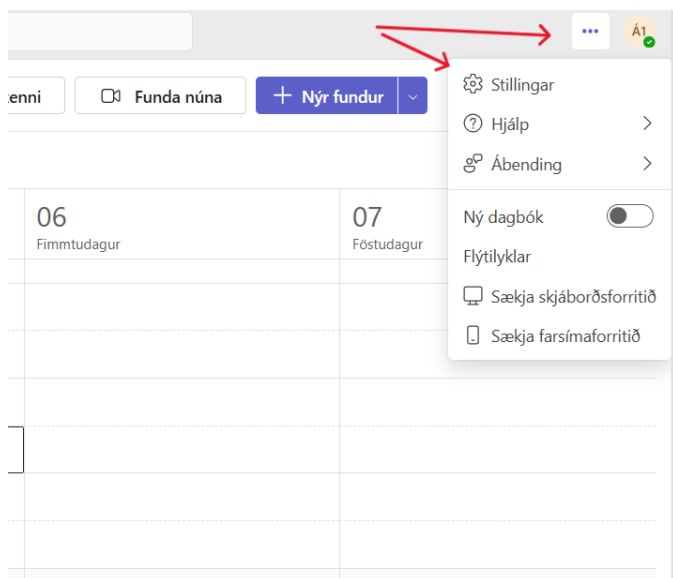 Á1
Funda núna
Nýr fundur
Stillingar
Hjálp
Ábending
Ný dagbók
Flýtilyklar
Sækja skjáborðsforritið
Sækja farsímaforritið
06
Fimmtudagur
07
Föstudagur